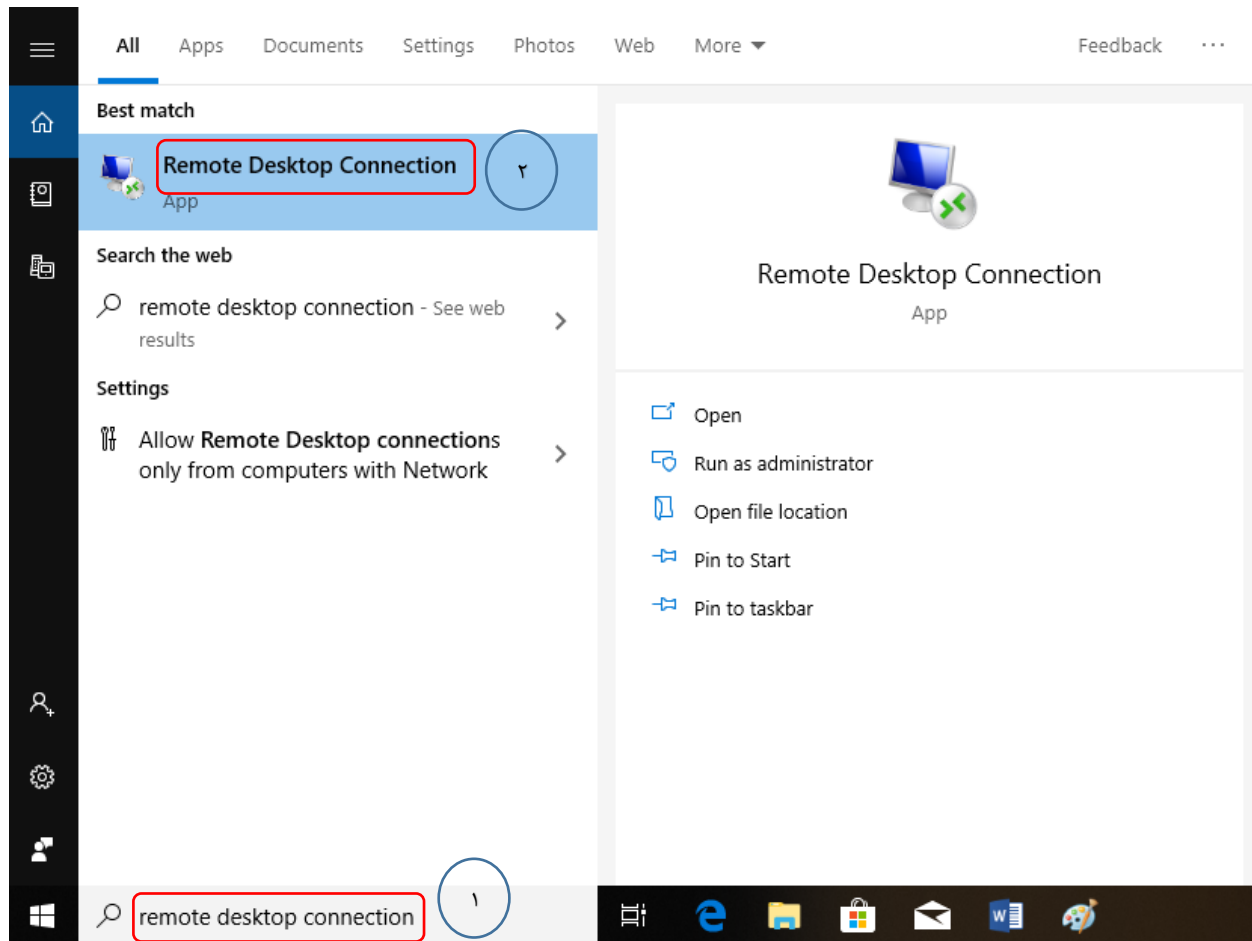 All Apps Documents Settings Photos Web More Feedback ...
Best match
Remote Desktop Connection
App
۲
Search the web
remote desktop connection - See web
results
Settings
Allow Remote Desktop connections
only from computers with Network
Remote Desktop Connection
App
Open
Run as administrator
Open file location
Pin to Start
Pin to taskbar
remote desktop connection
۱